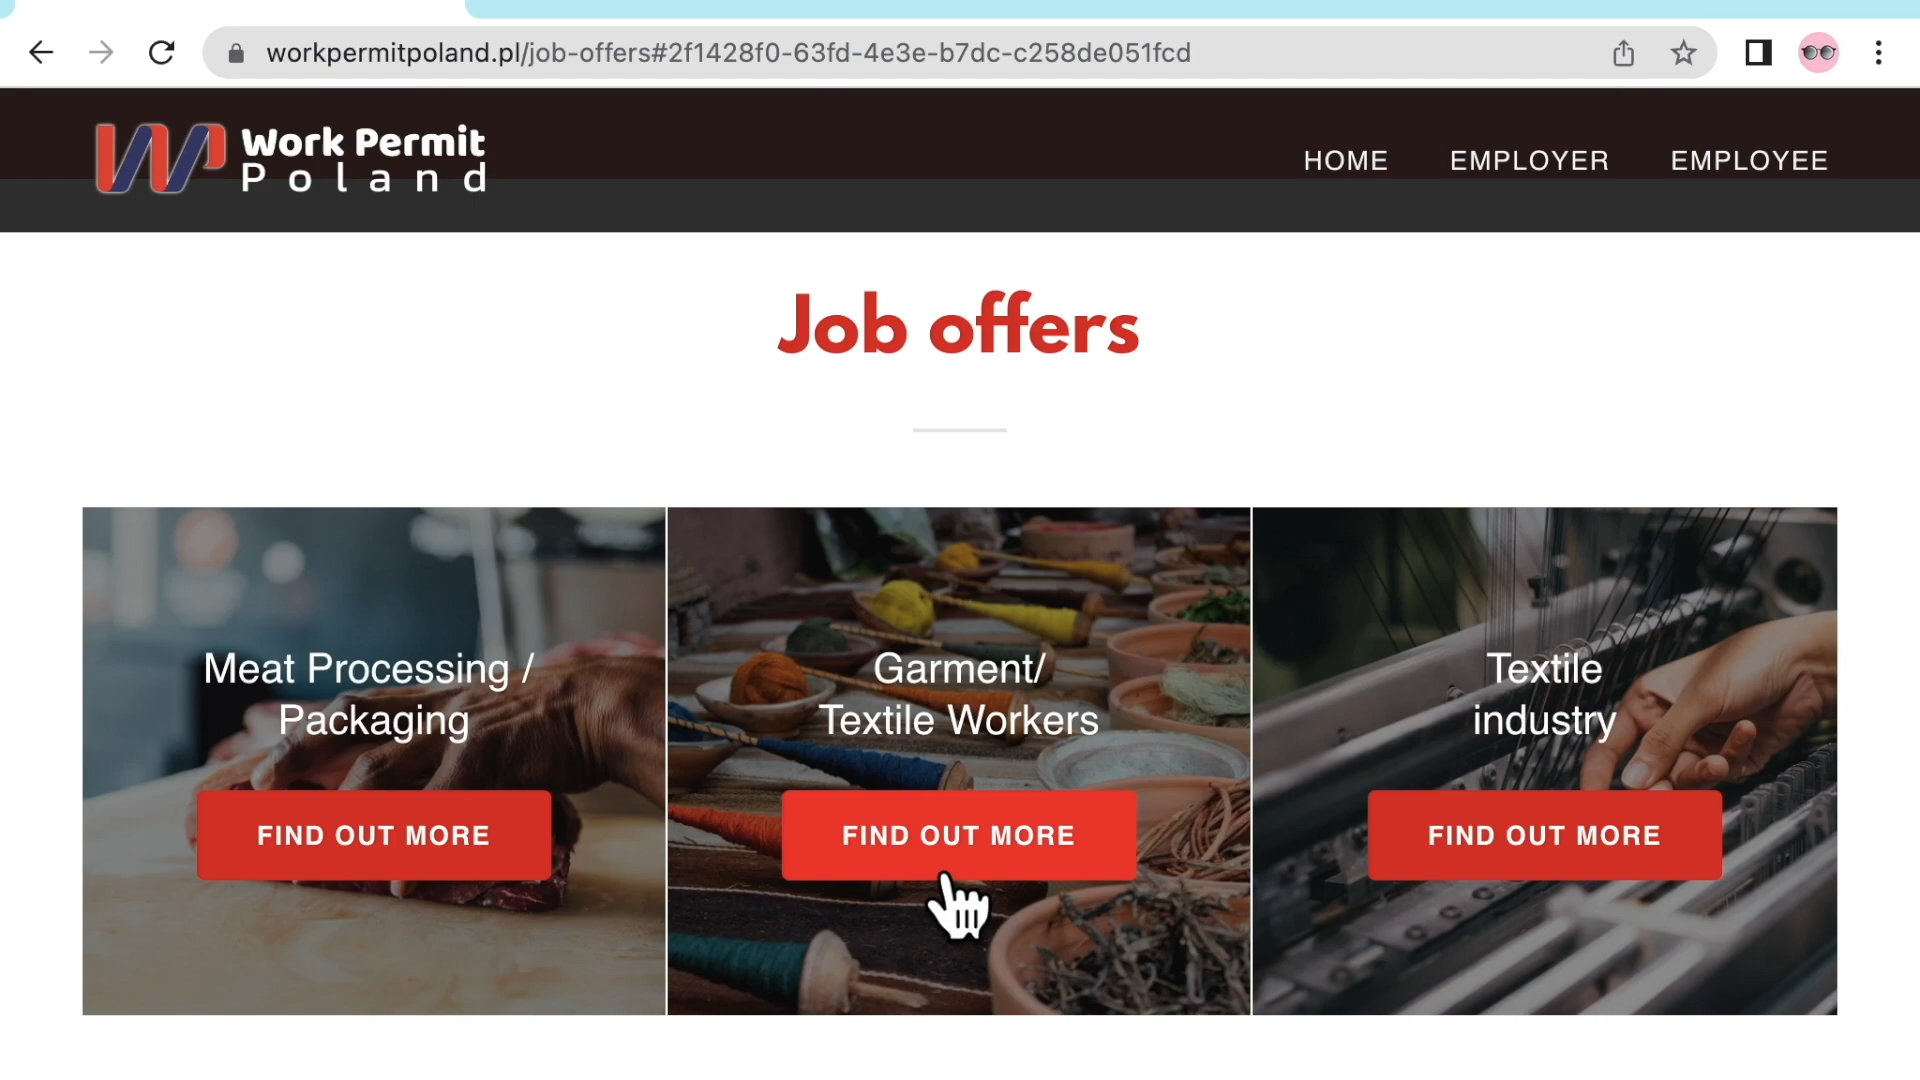 workpermitpoland.pl/job-offers#2f1428f0-63fd-4e3e-b7dc-c258de051fcd
Work Permit
Poland
HOME EMPLOYER EMPLOYEE
Job offers
Meat Processing /
Packaging
FIND OUT MORE
Garment/
Textile Workers
FIND OUT MORE
Textile
industry
FIND OUT MORE